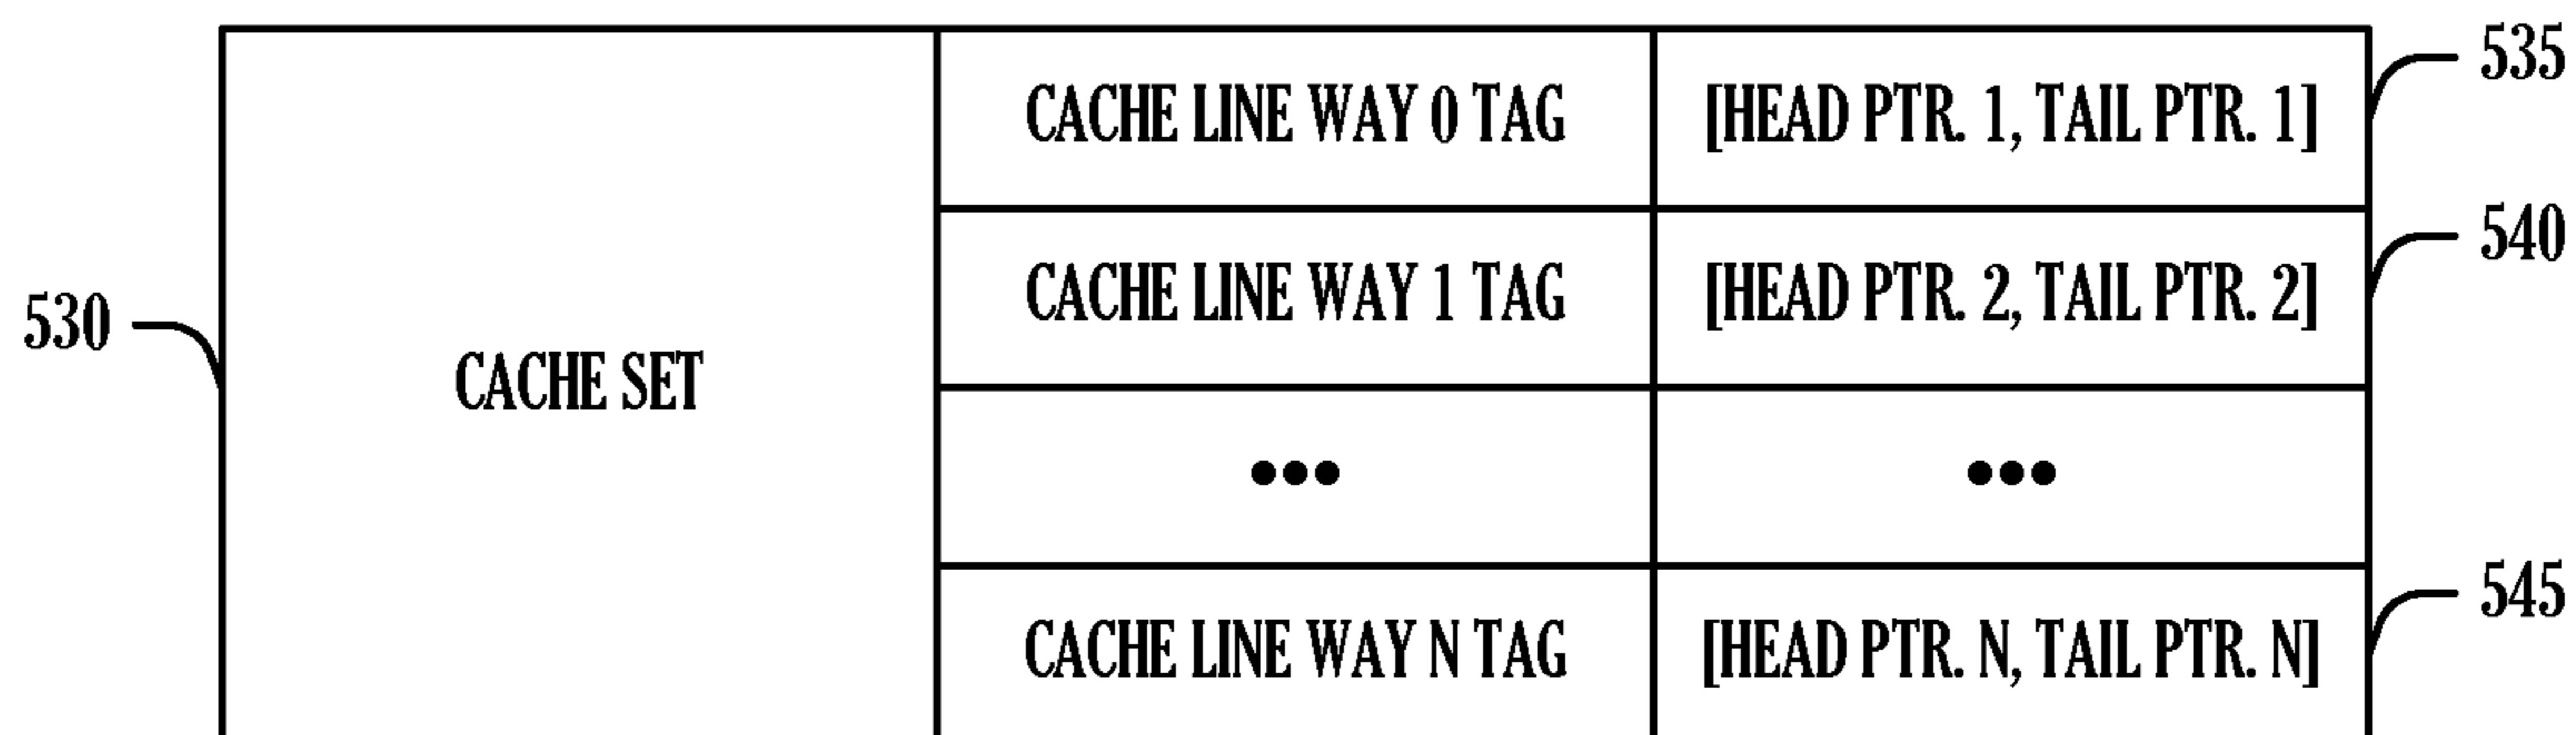 CACHE LINE WAY 0 TAG [HEAD PTR. 1, TAIL PTR. 1] 535
CACHE LINE WAY 1 TAG [HEAD PTR. 2, TAIL PTR. 2] 540
530 CACHE SET
••• •••
CACHE LINE WAY N TAG [HEAD PTR. N, TAIL PTR. N] 545